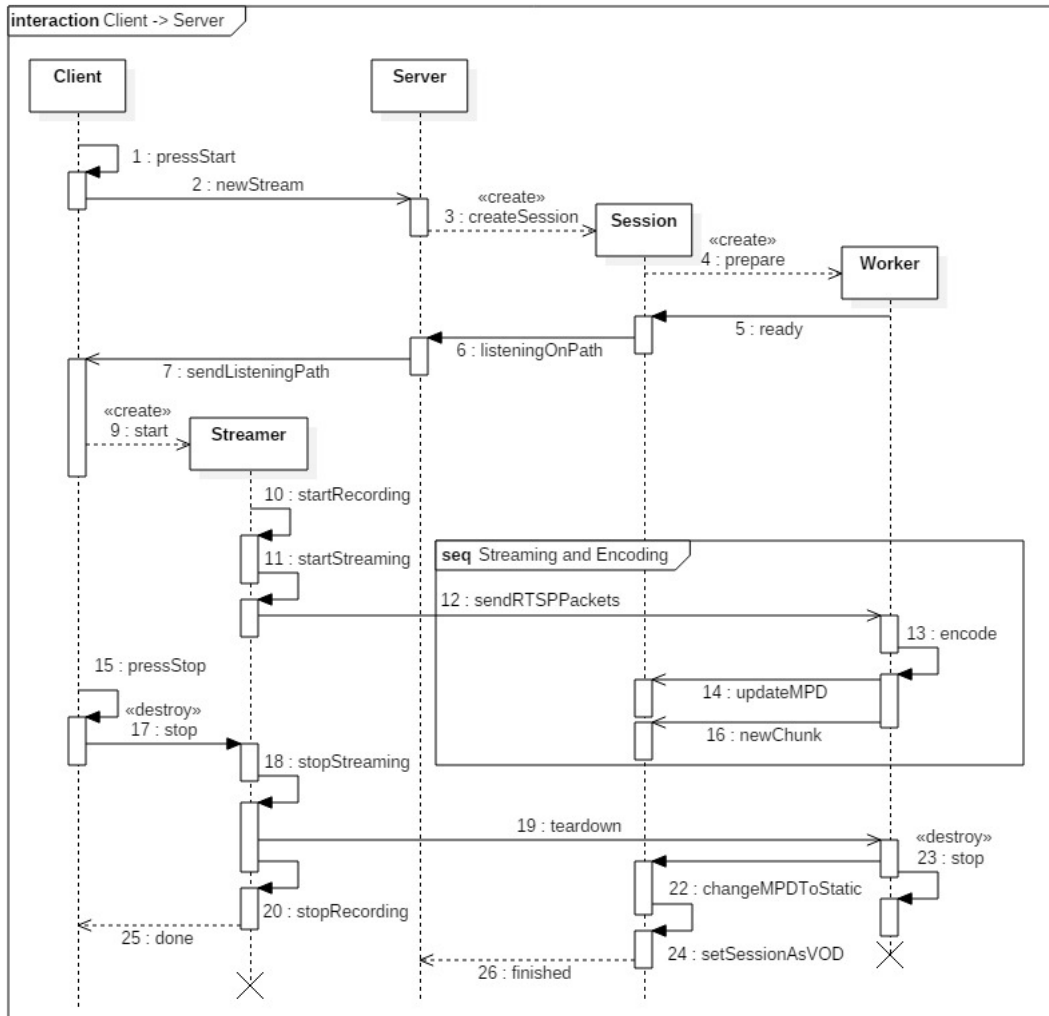 interaction Client -> Server
Client
Server
1 : pressStart
2 : newStream
«create»
3 : createSession
Session
«create»
4 : prepare
Worker
5 : ready
6 : listeningOnPath
7 : sendListeningPath
«create»
9 : start
Streamer
10 : startRecording
11 : startStreaming
seq Streaming and Encoding
12 : sendRTSPPackets
13 : encode
15 : pressStop
14 : updateMPD
«destroy»
17 : stop
16 : newChunk
18 : stopStreaming
19 : teardown
«destroy»
23 : stop
22 : changeMPDToStatic
20 : stopRecording
25 : done
24 : setSessionAsVOD
26 : finished